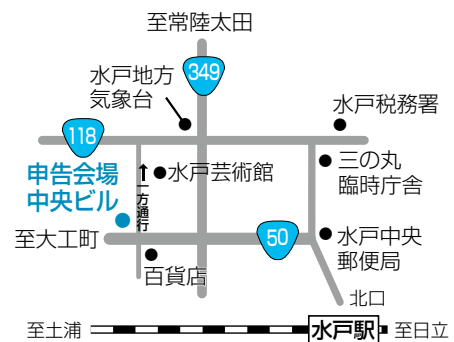 至常陸太田
349
水戸地方
気象台
水戸税務署
118
申告会場
中央ビル
一方通行
水戸芸術館
三の丸
臨時庁舎
至大工町
50
水戸中央
郵便局
百貨店
北口
至土浦
水戸駅
至日立